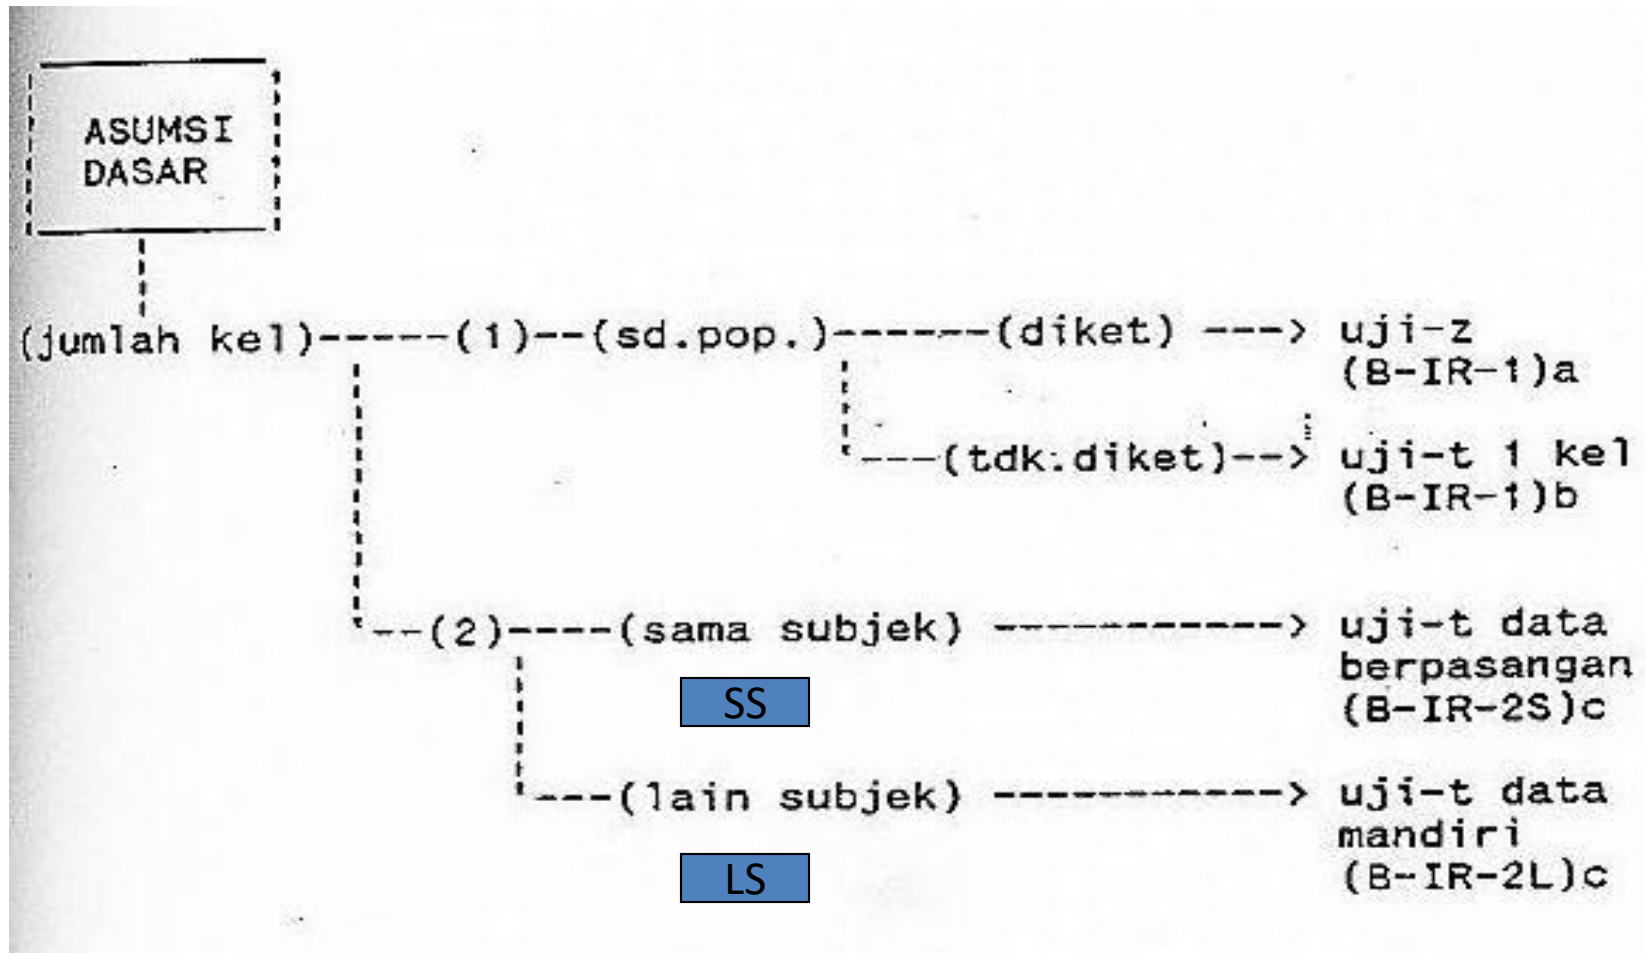 ASUMSI
DASAR
(jumlah kel)-----(1)--(sd.pop.)------(diket) ---> uji-z
(B-IR-1)a
---(tdk.diket)--> uji-t 1 kel
(B-IR-1)b
--(2)----(sama subjek) -----------> uji-t data
berpasangan
SS
(B-IR-2S)c
---(lain subjek) -----------> uji-t data
mandiri
LS
(B-IR-2L)c